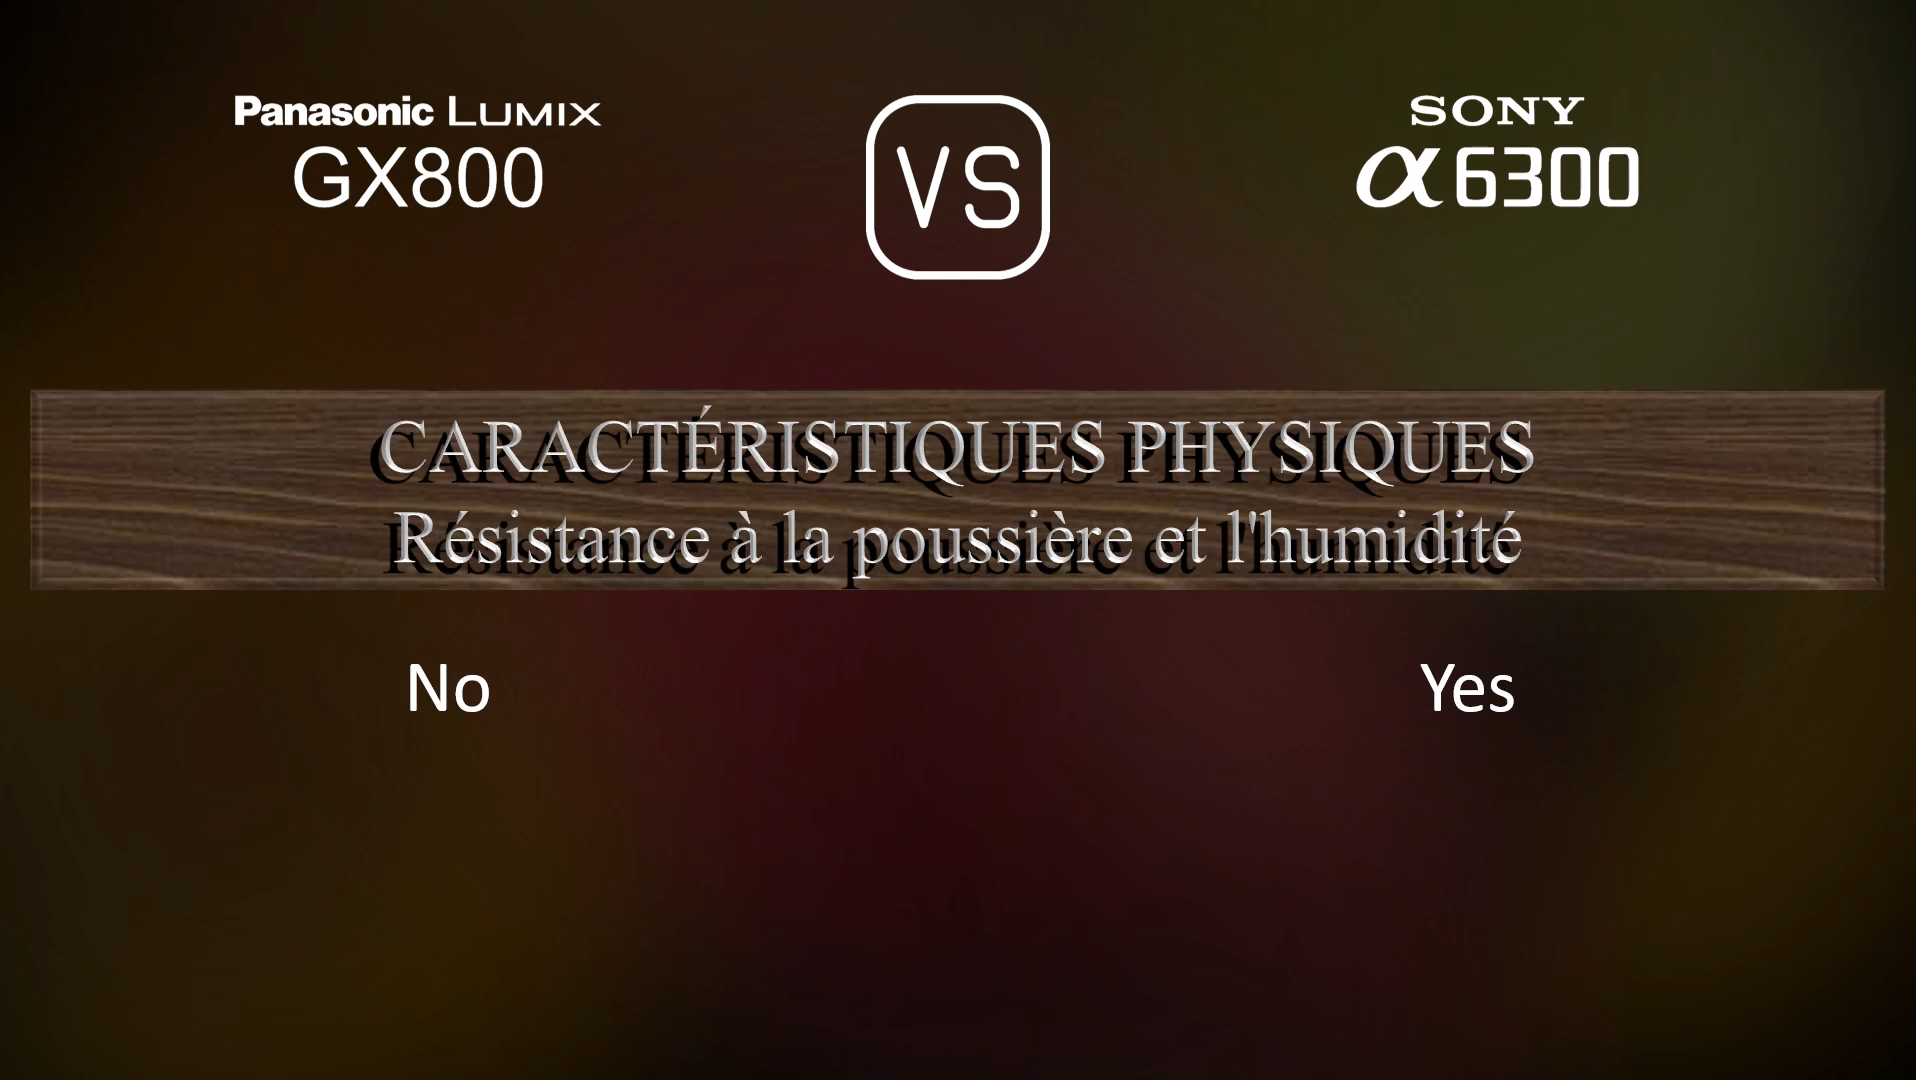 Panasonic LUMIX
GX800
VS
SONY
α6300
CARACTÉRISTIQUES PHYSIQUES
Résistance à la poussière et l'humidité
No
Yes